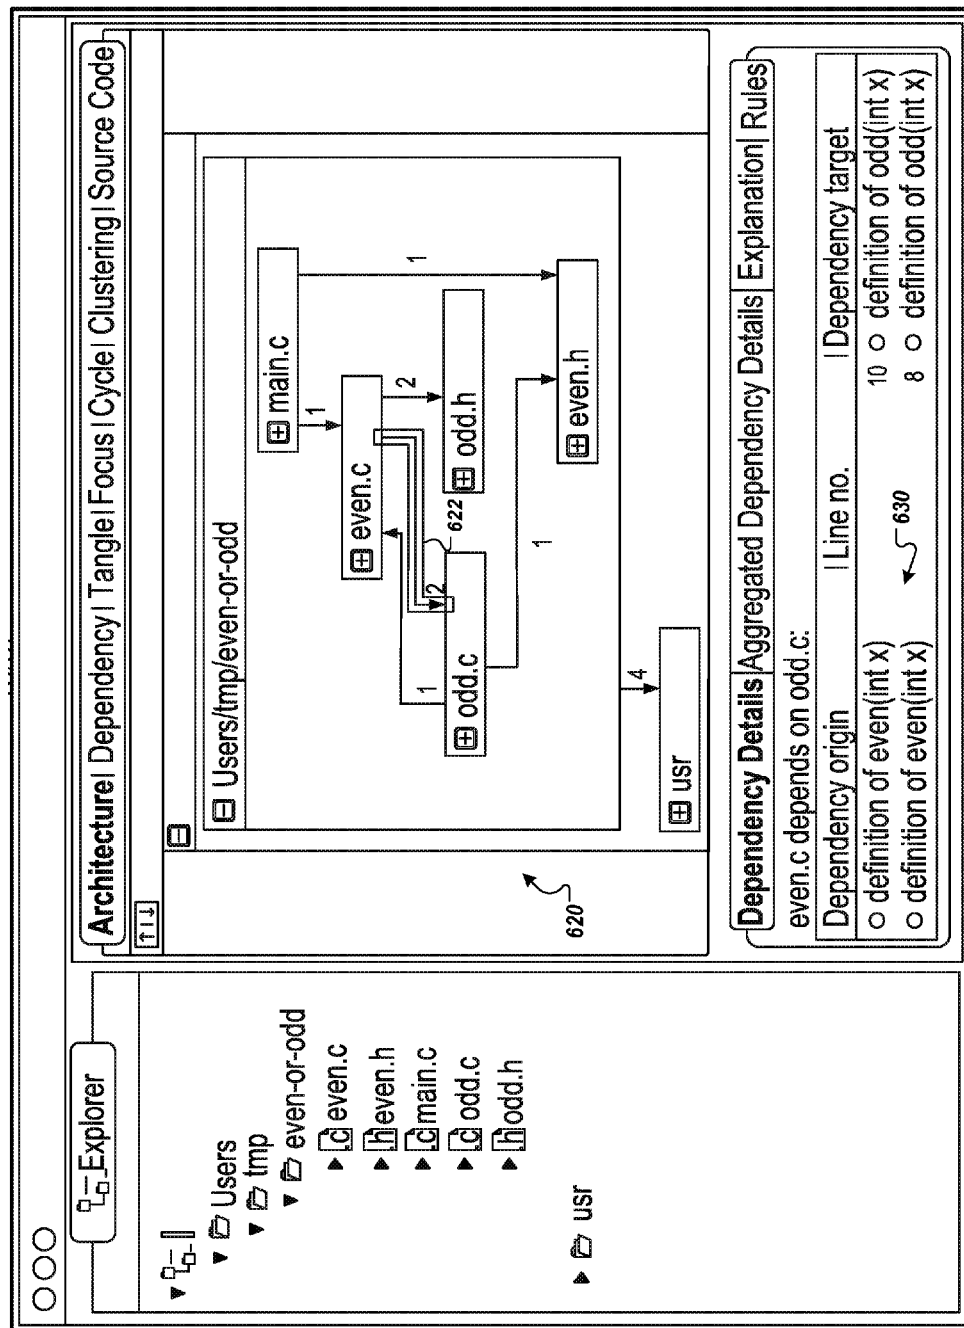 Explorer
Users
tmp
even-or-odd
.c even.c
.h even.h
.c main.c
.c odd.c
.h odd.h
usr
Architecture | Dependency | Tangle | Focus | Cycle | Clustering | Source Code
Users/tmp/even-or-odd
main.c
1
1
even.c
2
622
2
odd.h
1
odd.c
1
even.h
4
usr
620
Dependency Details | Aggregated Dependency Details | Explanation | Rules
even.c depends on odd.c:
Dependency origin | Line no. | Dependency target
definition of even(int x) 10 definition of odd(int x)
definition of even(int x) 8 definition of odd(int x)
630